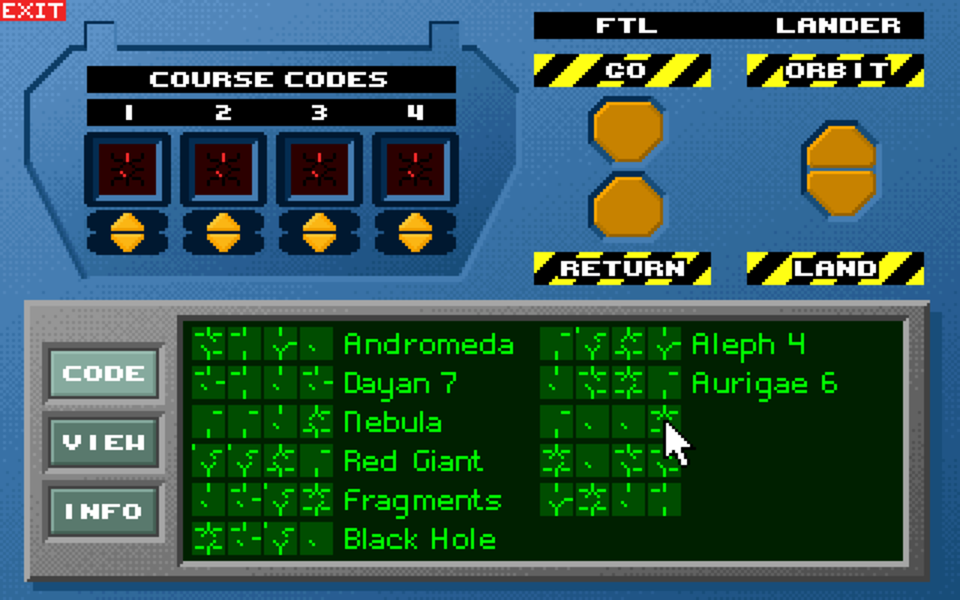 EXIT
FTL LANDER
COURSE CODES
GO ORBIT
1 2 3 4
RETURN LAND
CODE
VIEW
INFO
Andromeda Aleph 4
Dayan 7 Aurigae 6
Nebula
Red Giant
Fragments
Black Hole